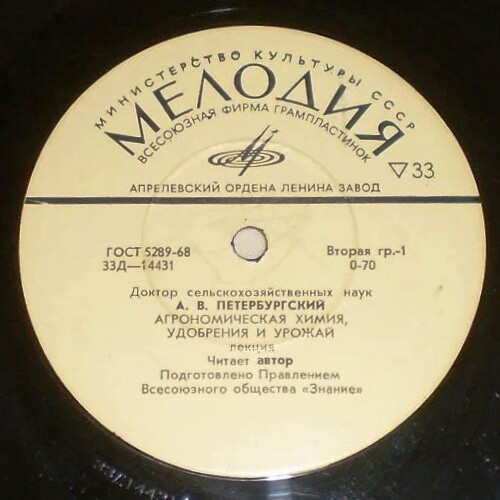 МИНИСТЕРСТВО КУЛЬТУРЫ СССР
МЕЛОДИЯ
ВСЕСОЮЗНАЯ ФИРМА ГРАМПЛАСТИНОК
▽33
АПРЕЛЕВСКИЙ ОРДЕНА ЛЕНИНА ЗАВОД
ГОСТ 5289-68
Вторая гр.-1
33Д—14431
0-70
Доктор сельскохозяйственных наук
А. В. ПЕТЕРБУРГСКИЙ
АГРОНОМИЧЕСКАЯ ХИМИЯ,
УДОБРЕНИЯ И УРОЖАЙ
лекция
Читает автор
Подготовлено Правлением
Всесоюзного общества «Знание»